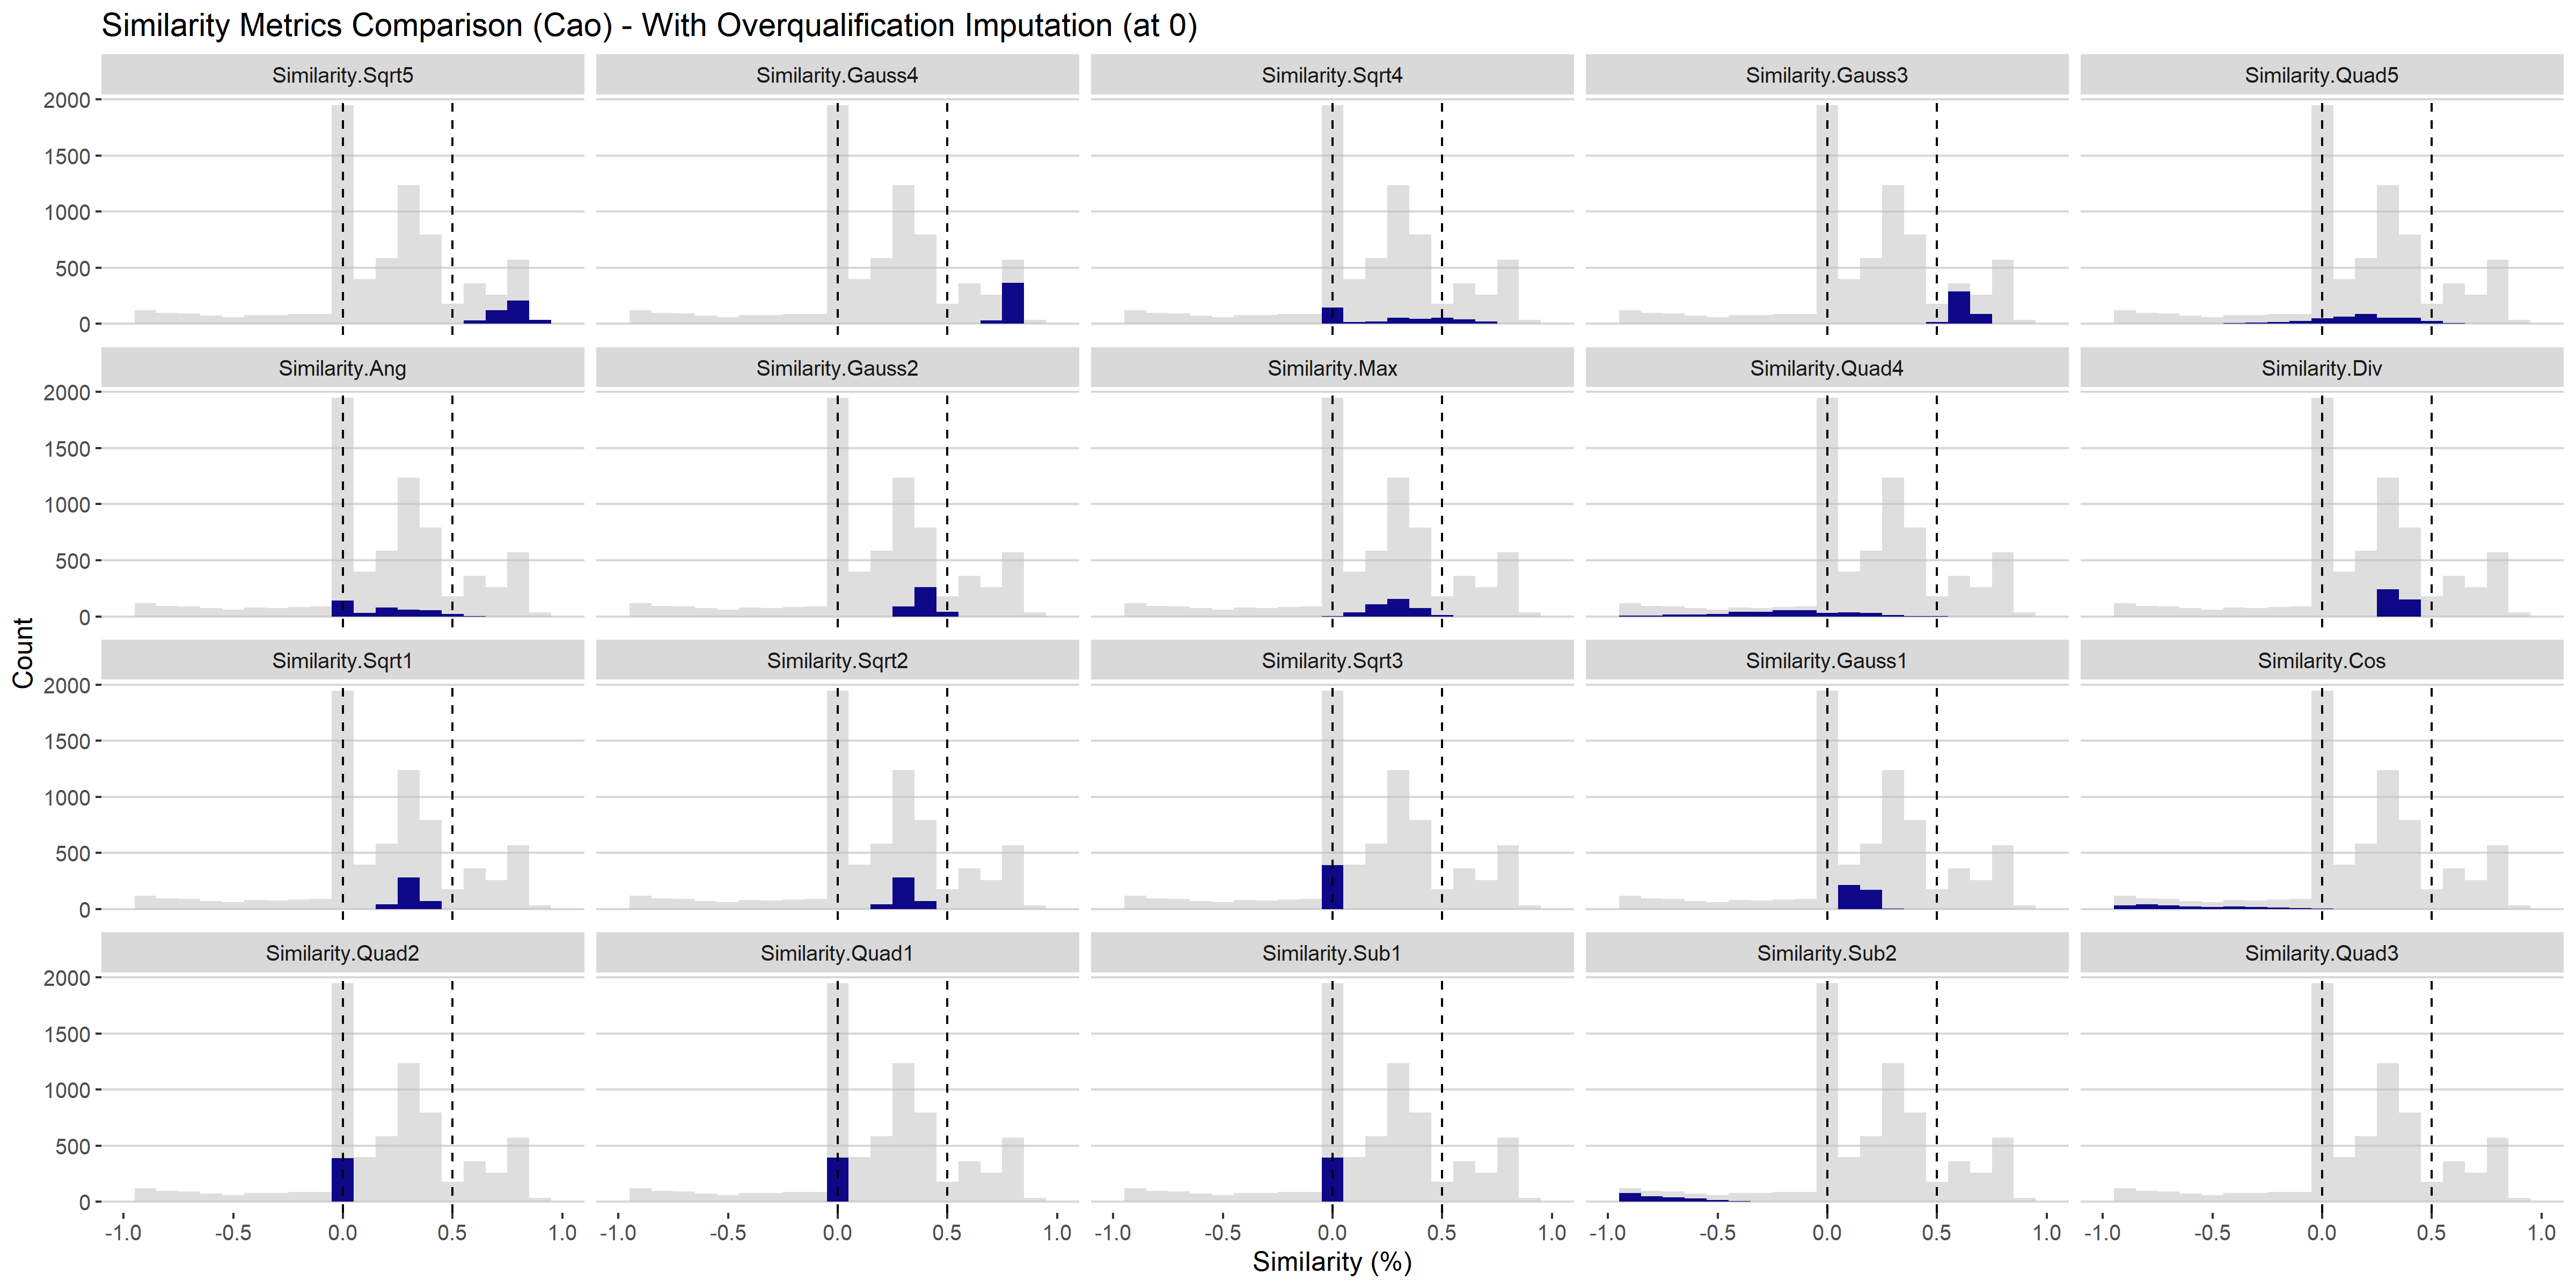 Similarity Metrics Comparison (Cao) - With Overqualification Imputation (at 0)
Similarity.Sqrt5 Similarity.Gauss4 Similarity.Sqrt4 Similarity.Gauss3 Similarity.Quad5
2000
1500
1000
500
0
Similarity.Ang Similarity.Gauss2 Similarity.Max Similarity.Quad4 Similarity.Div
2000
1500
1000
500
0
Count
Similarity.Sqrt1 Similarity.Sqrt2 Similarity.Sqrt3 Similarity.Gauss1 Similarity.Cos
2000
1500
1000
500
0
Similarity.Quad2 Similarity.Quad1 Similarity.Sub1 Similarity.Sub2 Similarity.Quad3
2000
1500
1000
500
0
-1.0 -0.5 0.0 0.5 1.0 -1.0 -0.5 0.0 0.5 1.0 -1.0 -0.5 0.0 0.5 1.0 -1.0 -0.5 0.0 0.5 1.0 -1.0 -0.5 0.0 0.5 1.0
Similarity (%)